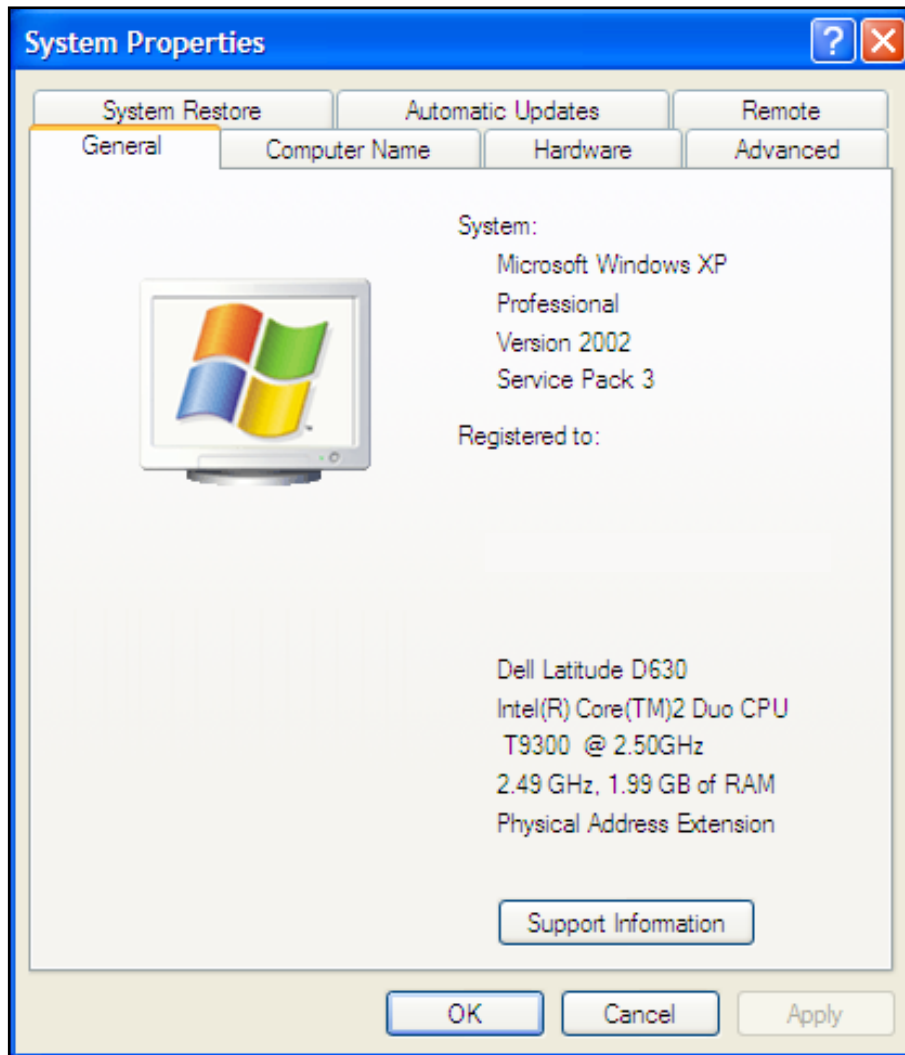 System Properties
System Restore Automatic Updates Remote
General Computer Name Hardware Advanced
System:
Microsoft Windows XP
Professional
Version 2002
Service Pack 3
Registered to:
Dell Latitude D630
Intel(R) Core(TM)2 Duo CPU
T9300 @ 2.50GHz
2.49 GHz, 1.99 GB of RAM
Physical Address Extension
Support Information
OK Cancel Apply